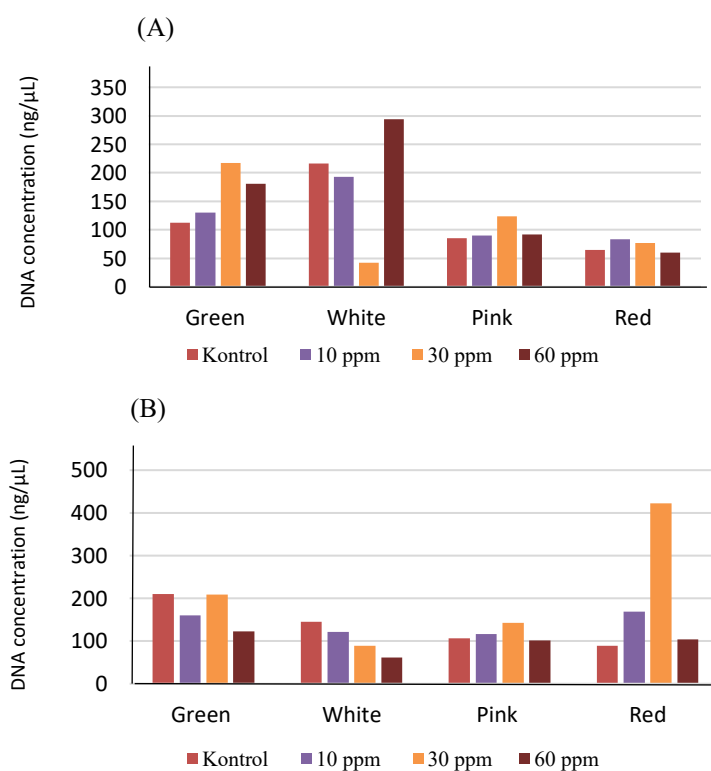 (A)
DNA concentration (ng/µL)
350
300
250
200
150
100
50
0
Green White Pink Red
Kontrol 10 ppm 30 ppm 60 ppm
(B)
DNA concentration (ng/µL)
500
400
300
200
100
0
Green White Pink Red
Kontrol 10 ppm 30 ppm 60 ppm